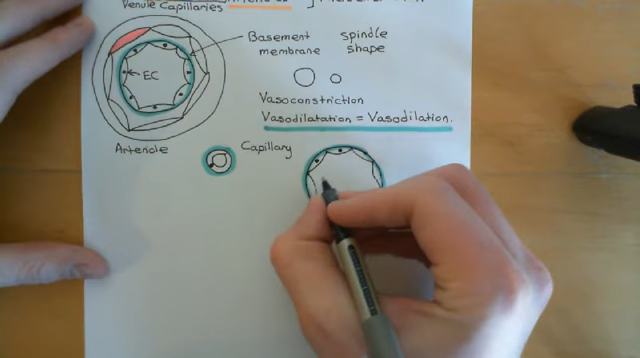 Venule Capillaries
Basement spindle
membrane shape
EC
Vasoconstriction
Vasodilatation = Vasodilation.
Arteriole
Capillary